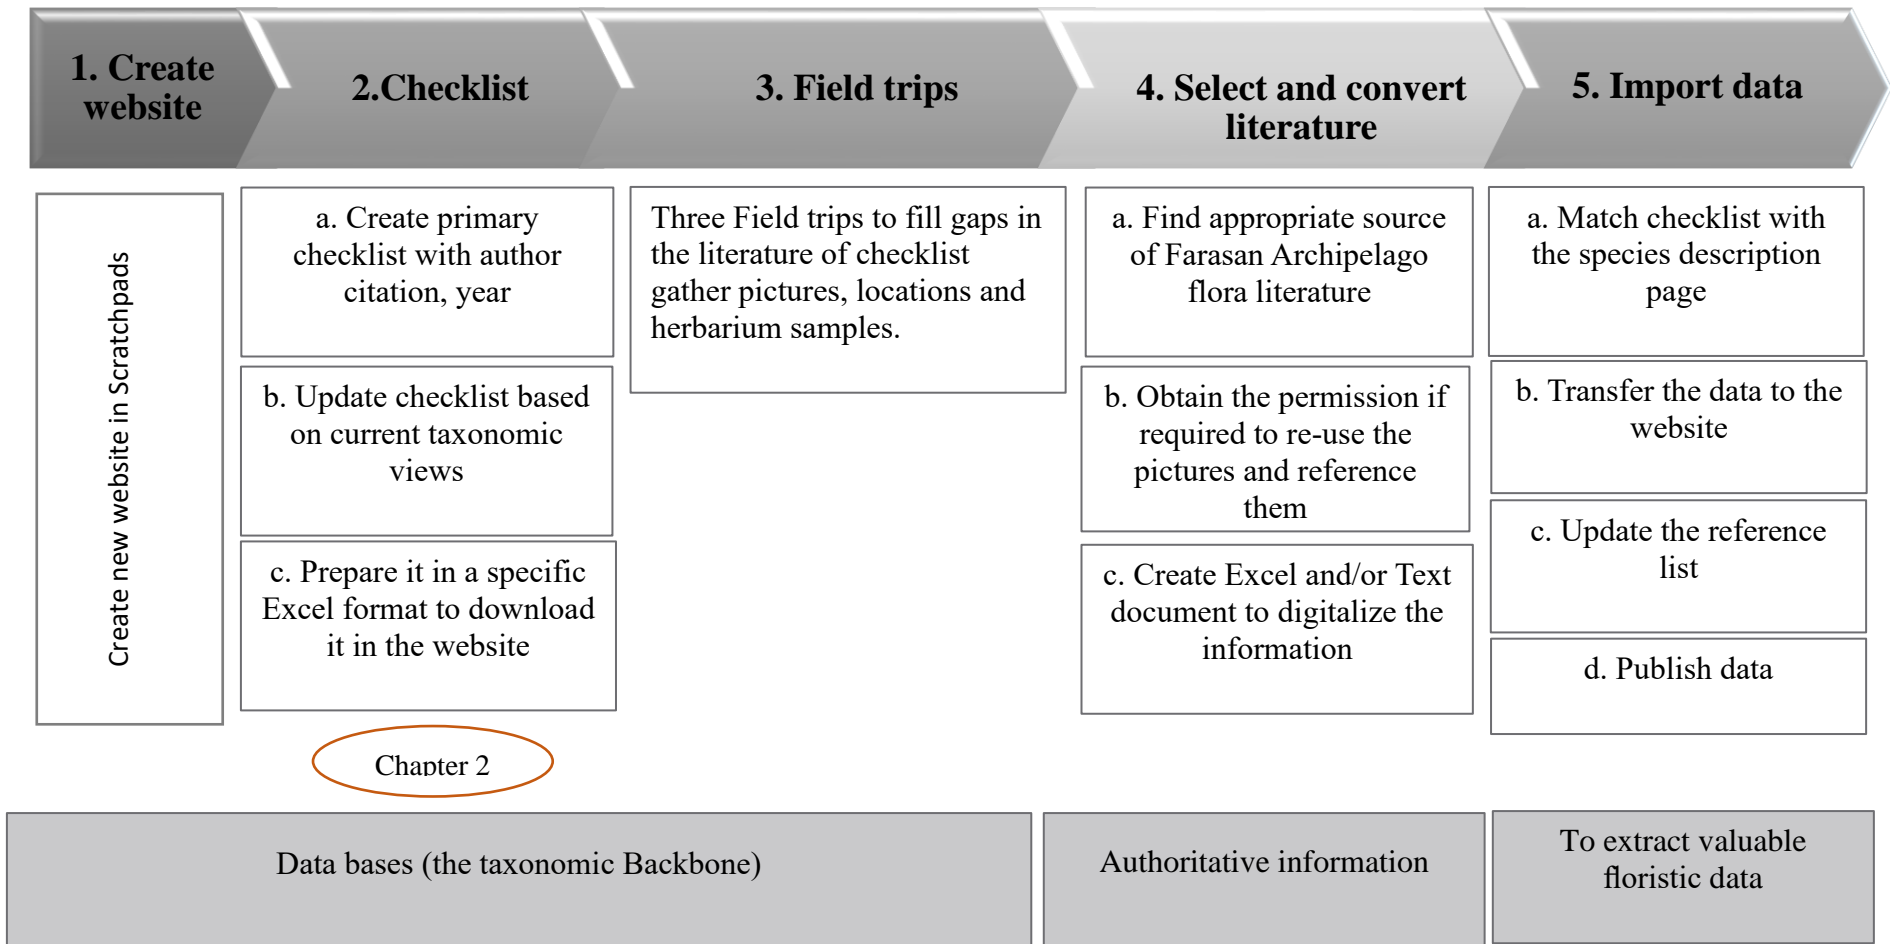 1. Create
website
2.Checklist
3. Field trips
4. Select and convert
literature
5. Import data
Create new website in Scratchpads
a. Create primary
checklist with author
citation, year
b. Update checklist based
on current taxonomic
views
c. Prepare it in a specific
Excel format to download
it in the website
Chapter 2
Three Field trips to fill gaps in
the literature of checklist
gather pictures, locations and
herbarium samples.
a. Find appropriate source
of Farasan Archipelago
flora literature
b. Obtain the permission if
required to re-use the
pictures and reference
them
c. Create Excel and/or Text
document to digitalize the
information
a. Match checklist with
the species description
page
b. Transfer the data to the
website
c. Update the reference
list
d. Publish data
Data bases (the taxonomic Backbone)
Authoritative information
To extract valuable
floristic data